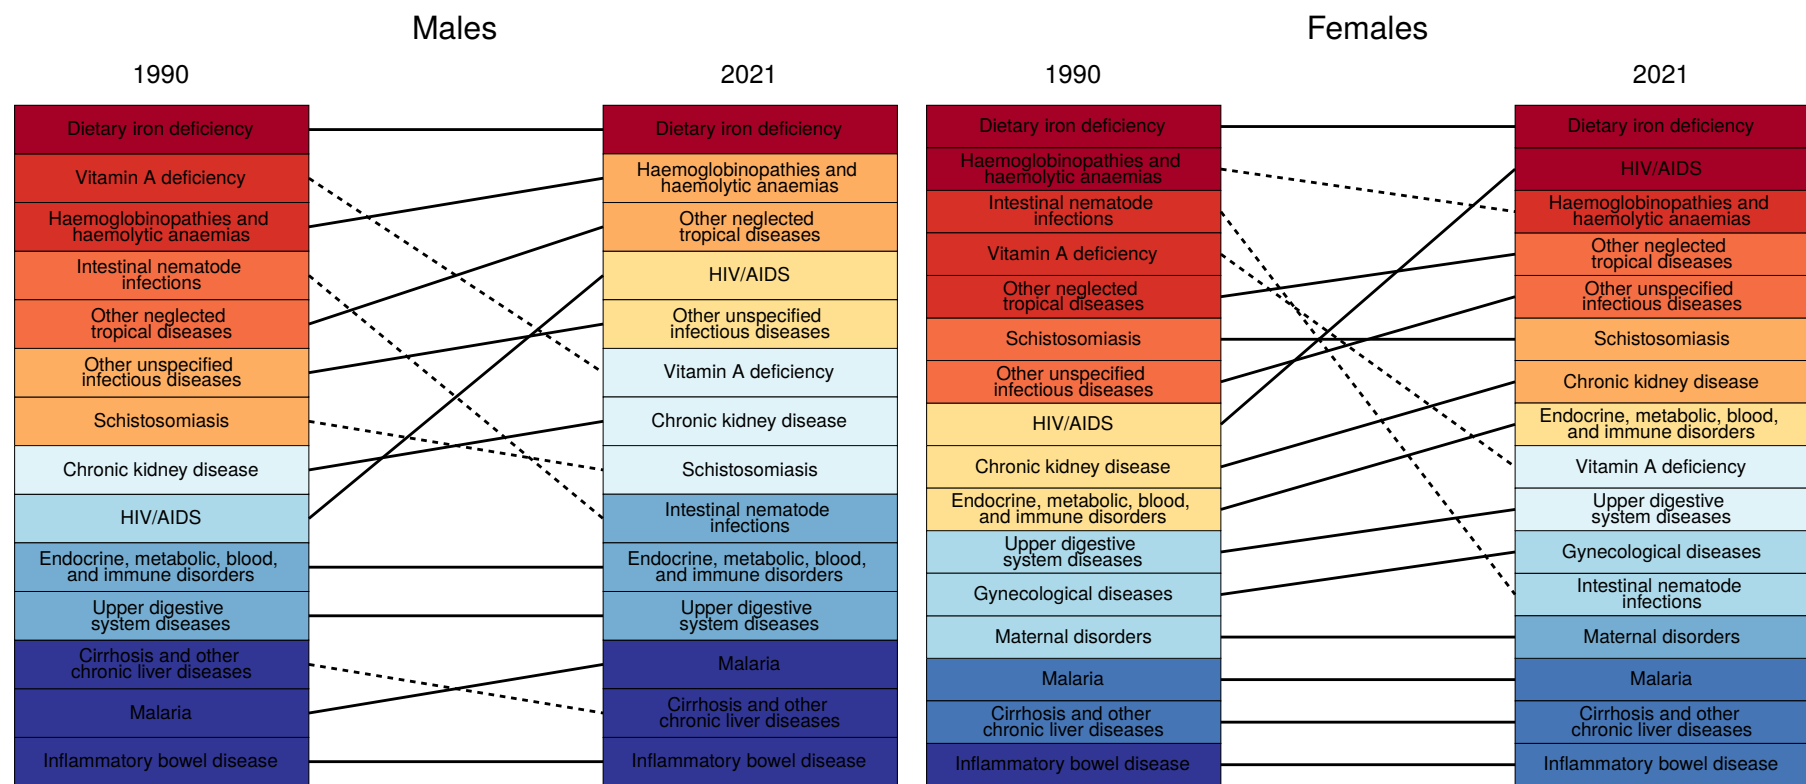 Males
1990
2021
Dietary iron deficiency
Vitamin A deficiency
Haemoglobinopathies and
haemolytic anaemias
Intestinal nematode
infections
Other neglected
tropical diseases
Other unspecified
infectious diseases
Schistosomiasis
Chronic kidney disease
HIV/AIDS
Endocrine, metabolic, blood,
and immune disorders
Upper digestive
system diseases
Cirrhosis and other
chronic liver diseases
Malaria
Inflammatory bowel disease
Dietary iron deficiency
Haemoglobinopathies and
haemolytic anaemias
Other neglected
tropical diseases
HIV/AIDS
Other unspecified
infectious diseases
Vitamin A deficiency
Chronic kidney disease
Schistosomiasis
Intestinal nematode
infections
Endocrine, metabolic, blood,
and immune disorders
Upper digestive
system diseases
Malaria
Cirrhosis and other
chronic liver diseases
Inflammatory bowel disease
Females
1990
2021
Dietary iron deficiency
Haemoglobinopathies and
haemolytic anaemias
Intestinal nematode
infections
Vitamin A deficiency
Other neglected
tropical diseases
Schistosomiasis
Other unspecified
infectious diseases
HIV/AIDS
Chronic kidney disease
Endocrine, metabolic, blood,
and immune disorders
Upper digestive
system diseases
Gynecological diseases
Maternal disorders
Malaria
Cirrhosis and other
chronic liver diseases
Inflammatory bowel disease
Dietary iron deficiency
HIV/AIDS
Haemoglobinopathies and
haemolytic anaemias
Other neglected
tropical diseases
Other unspecified
infectious diseases
Schistosomiasis
Chronic kidney disease
Endocrine, metabolic, blood,
and immune disorders
Vitamin A deficiency
Upper digestive
system diseases
Gynecological diseases
Intestinal nematode
infections
Maternal disorders
Malaria
Cirrhosis and other
chronic liver diseases
Inflammatory bowel disease